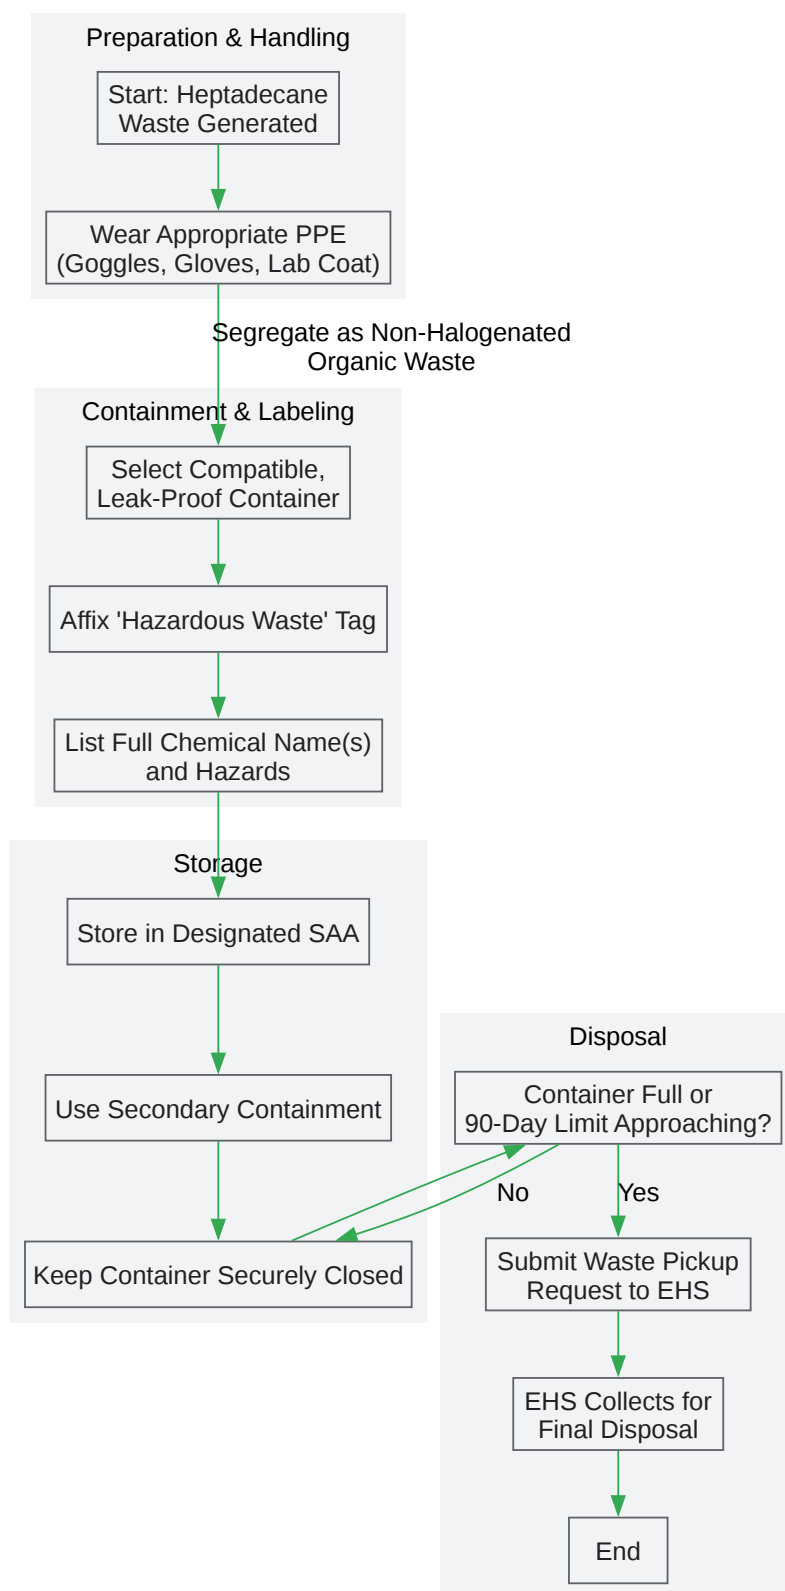 Preparation & Handling
Start: Heptadecane
Waste Generated
Wear Appropriate PPE
(Goggles, Gloves, Lab Coat)
Segregate as Non-Halogenated
Organic Waste
Containment & Labeling
Select Compatible,
Leak-Proof Container
Affix 'Hazardous Waste' Tag
List Full Chemical Name(s)
and Hazards
Storage
Store in Designated SAA
Use Secondary Containment
Keep Container Securely Closed
Disposal
Container Full or
90-Day Limit Approaching?
No
Yes
Submit Waste Pickup
Request to EHS
EHS Collects for
Final Disposal
End